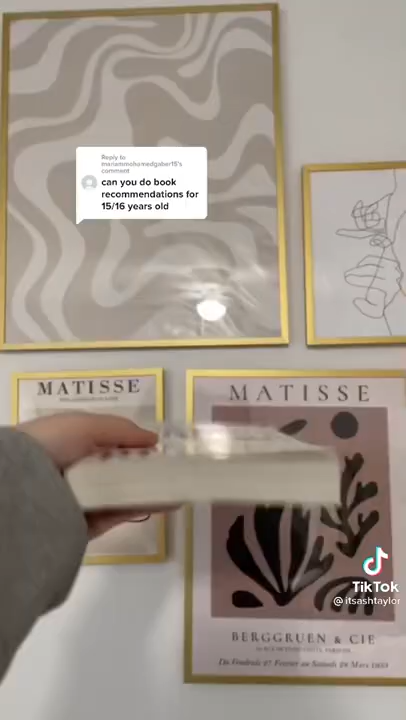 Reply to
mariammohamedgaber15's
comment
can you do book
recommendations for
15/16 years old
MATISSE
MATISSE
BERGGRUEN & CIE
TikTok
@itsashtaylor